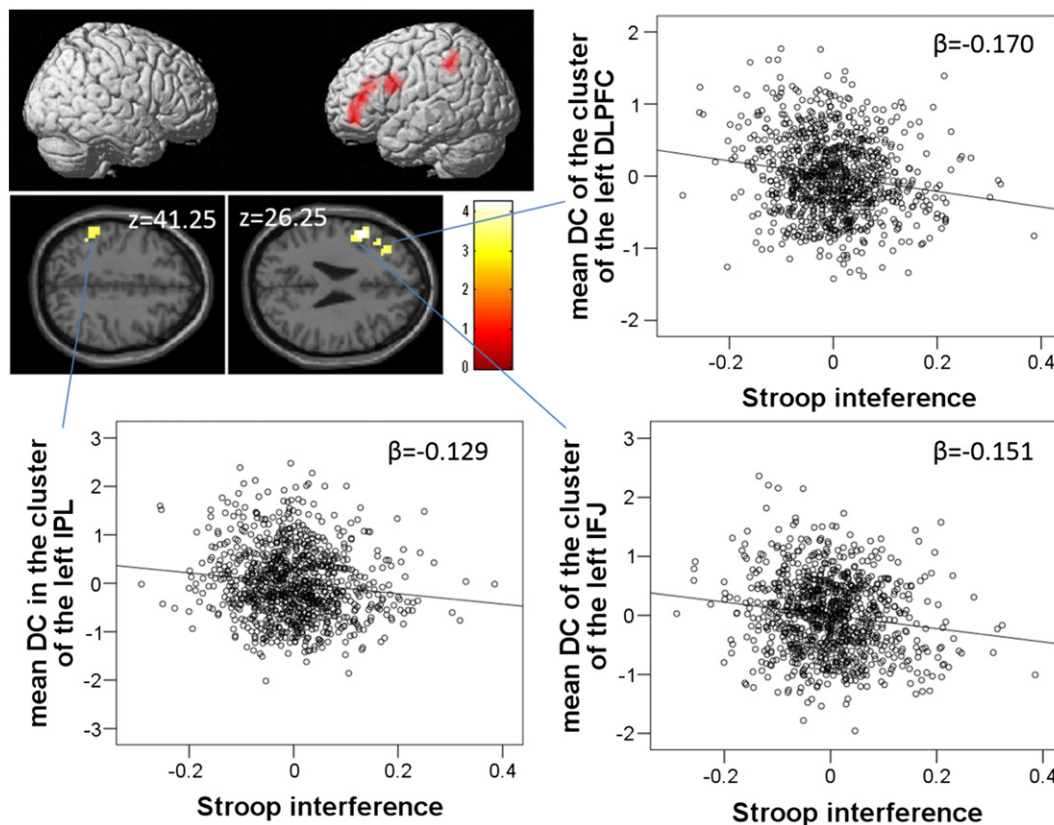 z=41.25
z=26.25
4
3
2
1
0
mean DC of the cluster
of the left DLPFC
β=-0.170
2
1
0
-1
-2
-0.2 0 0.2 0.4
Stroop inteference
mean DC in the cluster
of the left IPL
β=-0.129
3
2
1
0
-1
-2
-3
-0.2 0 0.2 0.4
Stroop interference
mean DC of the cluster
of the left IFJ
β=-0.151
3
2
1
0
-1
-2
-0.2 0 0.2 0.4
Stroop interference